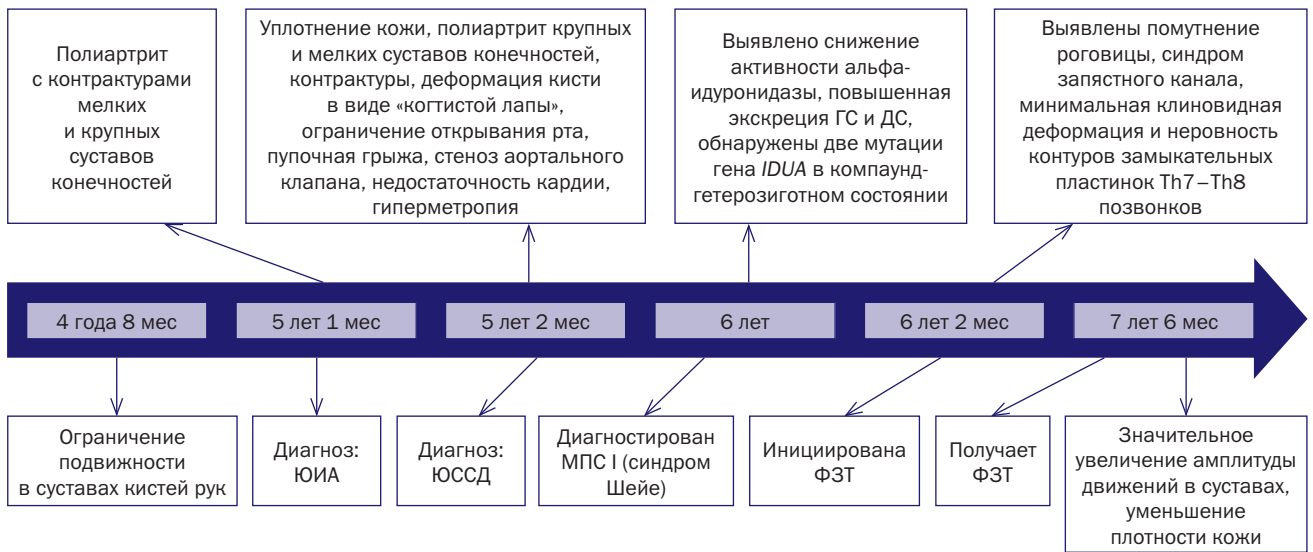 Полиартрит
с контрактурами
мелких
и крупных
суставов
конечностей
Уплотнение кожи, полиартрит крупных
и мелких суставов конечностей,
контрактуры, деформация кисти
в виде «когтистой лапы»,
ограничение открывания рта,
пупочная грыжа, стеноз аортального
клапана, недостаточность кардии,
гиперметропия
Выявлено снижение
активности альфа-
идуронидазы, повышенная
экскреция ГС и ДС,
обнаружены две мутации
гена IDUA в компаунд-
гетерозиготном состоянии
Выявлены помутнение
роговицы, синдром
запястного канала,
минимальная клиновидная
деформация и неровность
контуров замыкательных
пластинок Th7–Th8
позвонков
4 года 8 мес
5 лет 1 мес
5 лет 2 мес
6 лет
6 лет 2 мес
7 лет 6 мес
Ограничение
подвижности
в суставах кистей рук
Диагноз:
ЮИА
Диагноз:
ЮССД
Диагностирован
МПС I (синдром
Шейе)
Инициирована
ФЗТ
Получает
ФЗТ
Значительное
увеличение амплитуды
движений в суставах,
уменьшение
плотности кожи